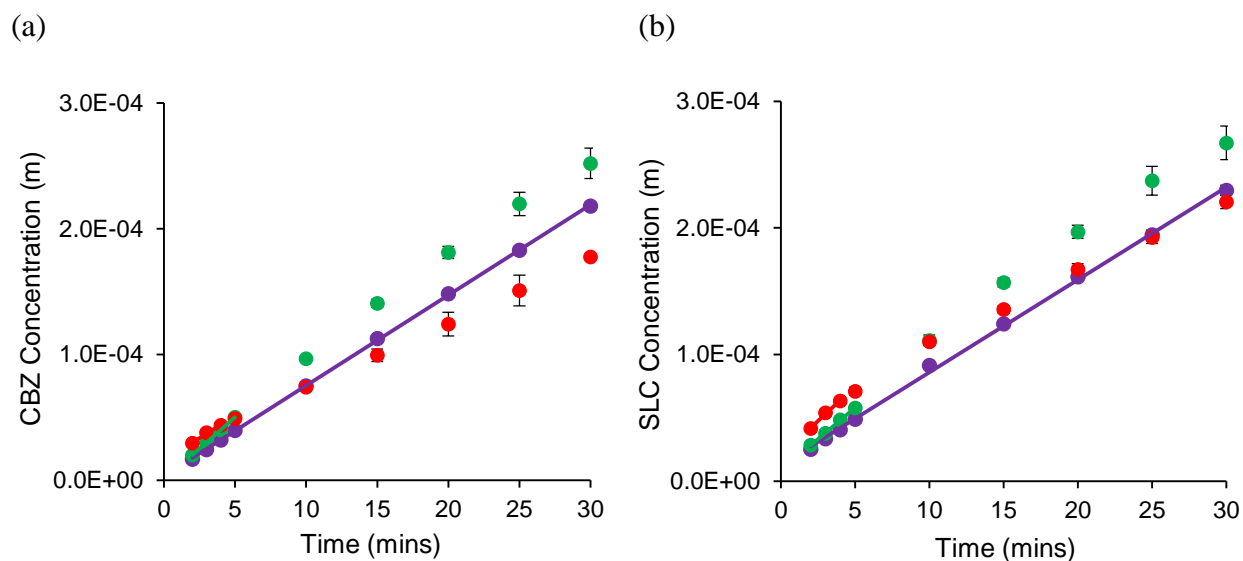 (a)
(b)
CBZ Concentration (m)
3.0E-04
2.0E-04
1.0E-04
0.0E+00
0 5 10 15 20 25 30
Time (mins)
SLC Concentration (m)
3.0E-04
2.0E-04
1.0E-04
0.0E+00
0 5 10 15 20 25 30
Time (mins)